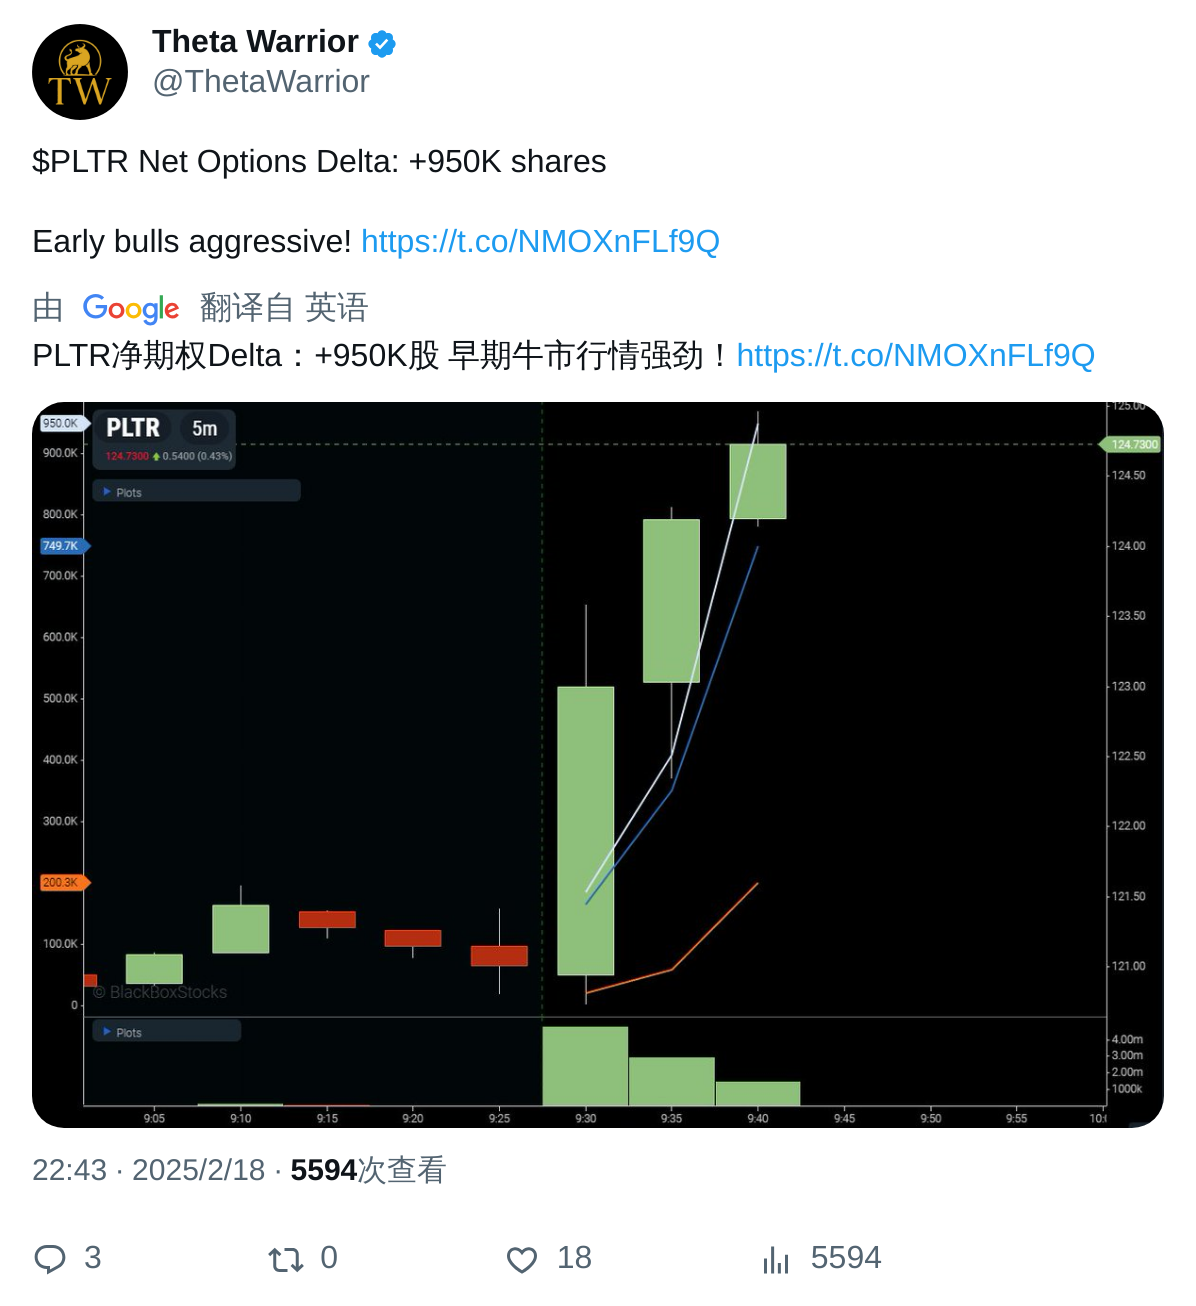 Theta Warrior
TW
@ThetaWarrior
$PLTR Net Options Delta: +950K shares
Early bulls aggressive! https://t.co/NMOXnFLf9Q
由 Google 翻译自 英语
PLTR净期权Delta：+950K股 早期牛市行情强劲！https://t.co/NMOXnFLf9Q
PLTR 5m
124.7300 0.5400 (0.43%)
Plots
950.0K
900.0K
800.0K
749.7K
700.0K
600.0K
500.0K
400.0K
300.0K
200.3K
100.0K
0
125.00
124.7300
124.50
124.00
123.50
123.00
122.50
122.00
121.50
121.00
© BlackBoxStocks
Plots
4.00m
3.00m
2.00m
1000k
9:05 9:10 9:15 9:20 9:25 9:30 9:35 9:40 9:45 9:50 9:55
22:43 · 2025/2/18 · 5594次查看
3 0 18 5594